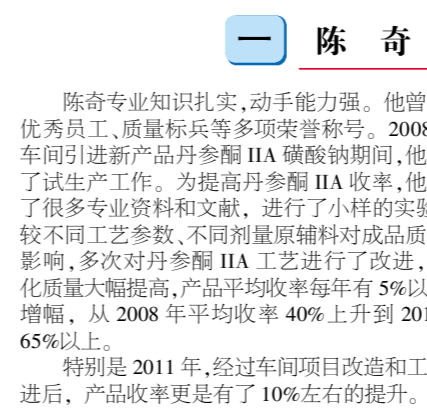 一 陈 奇
陈奇专业知识扎实,动手能力强。他曾
优秀员工、质量标兵等多项荣誉称号。2008
车间引进新产品丹参酮 IIA 磺酸钠期间,他
了试生产工作。为提高丹参酮 IIA 收率,他
了很多专业资料和文献，进行了小样的实验
较不同工艺参数、不同剂量原辅料对成品质
影响,多次对丹参酮 IIA 工艺进行了改进，
化质量大幅提高,产品平均收率每年有 5%以
增幅，从 2008 年平均收率 40%上升到 201
65%以上。
特别是 2011 年,经过车间项目改造和工
进后，产品收率更是有了 10%左右的提升。